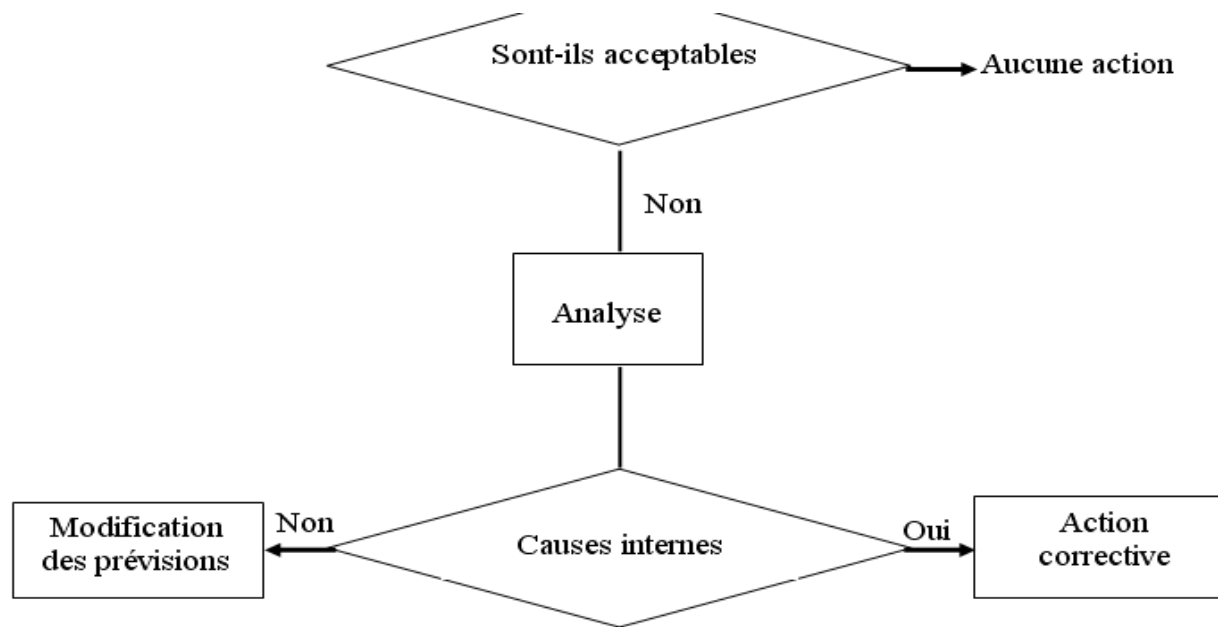 Sont-ils acceptables
Aucune action
Non
Analyse
Modification
des prévisions
Non
Causes internes
Oui
Action
corrective